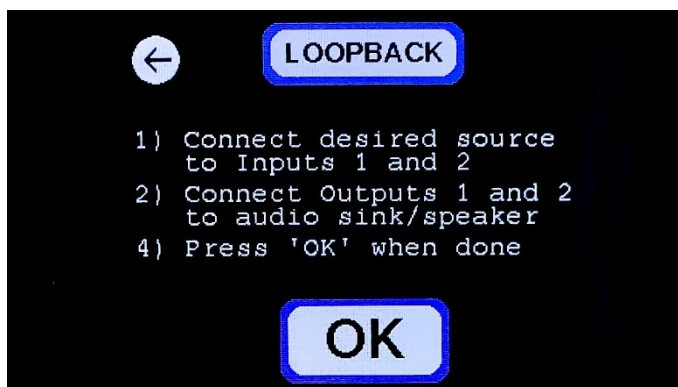 LOOPBACK
1) Connect desired source
to Inputs 1 and 2
2) Connect Outputs 1 and 2
to audio sink/speaker
4) Press 'OK' when done
OK